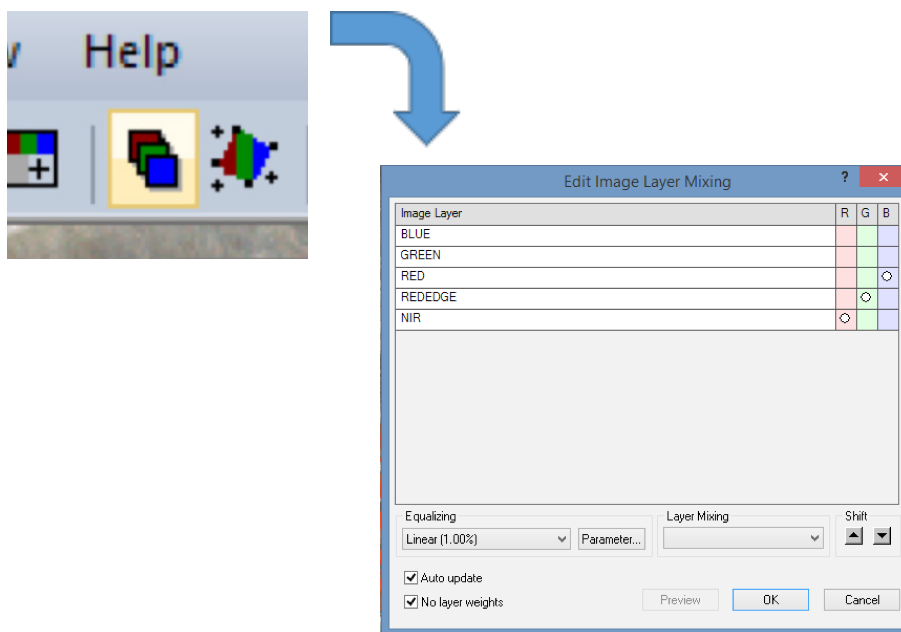 Help
Edit Image Layer Mixing ?
Image Layer R G B
BLUE
GREEN
RED
REDEDGE
NIR
Equalizing Layer Mixing Shift
Linear (1.00%) Parameter...
Auto update
No layer weights Preview OK Cancel